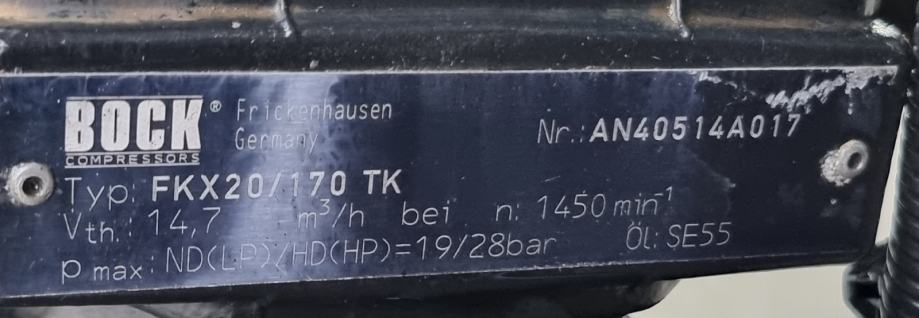 BOCK® Frickenhausen
COMPRESSORS Germany
Nr.: AN40514A017
Typ: FKX20/170 TK
Vth.: 14,7 m³/h bei n: 1450 min⁻¹
p max: ND(LP)/HD(HP)=19/28bar Öl: SE55